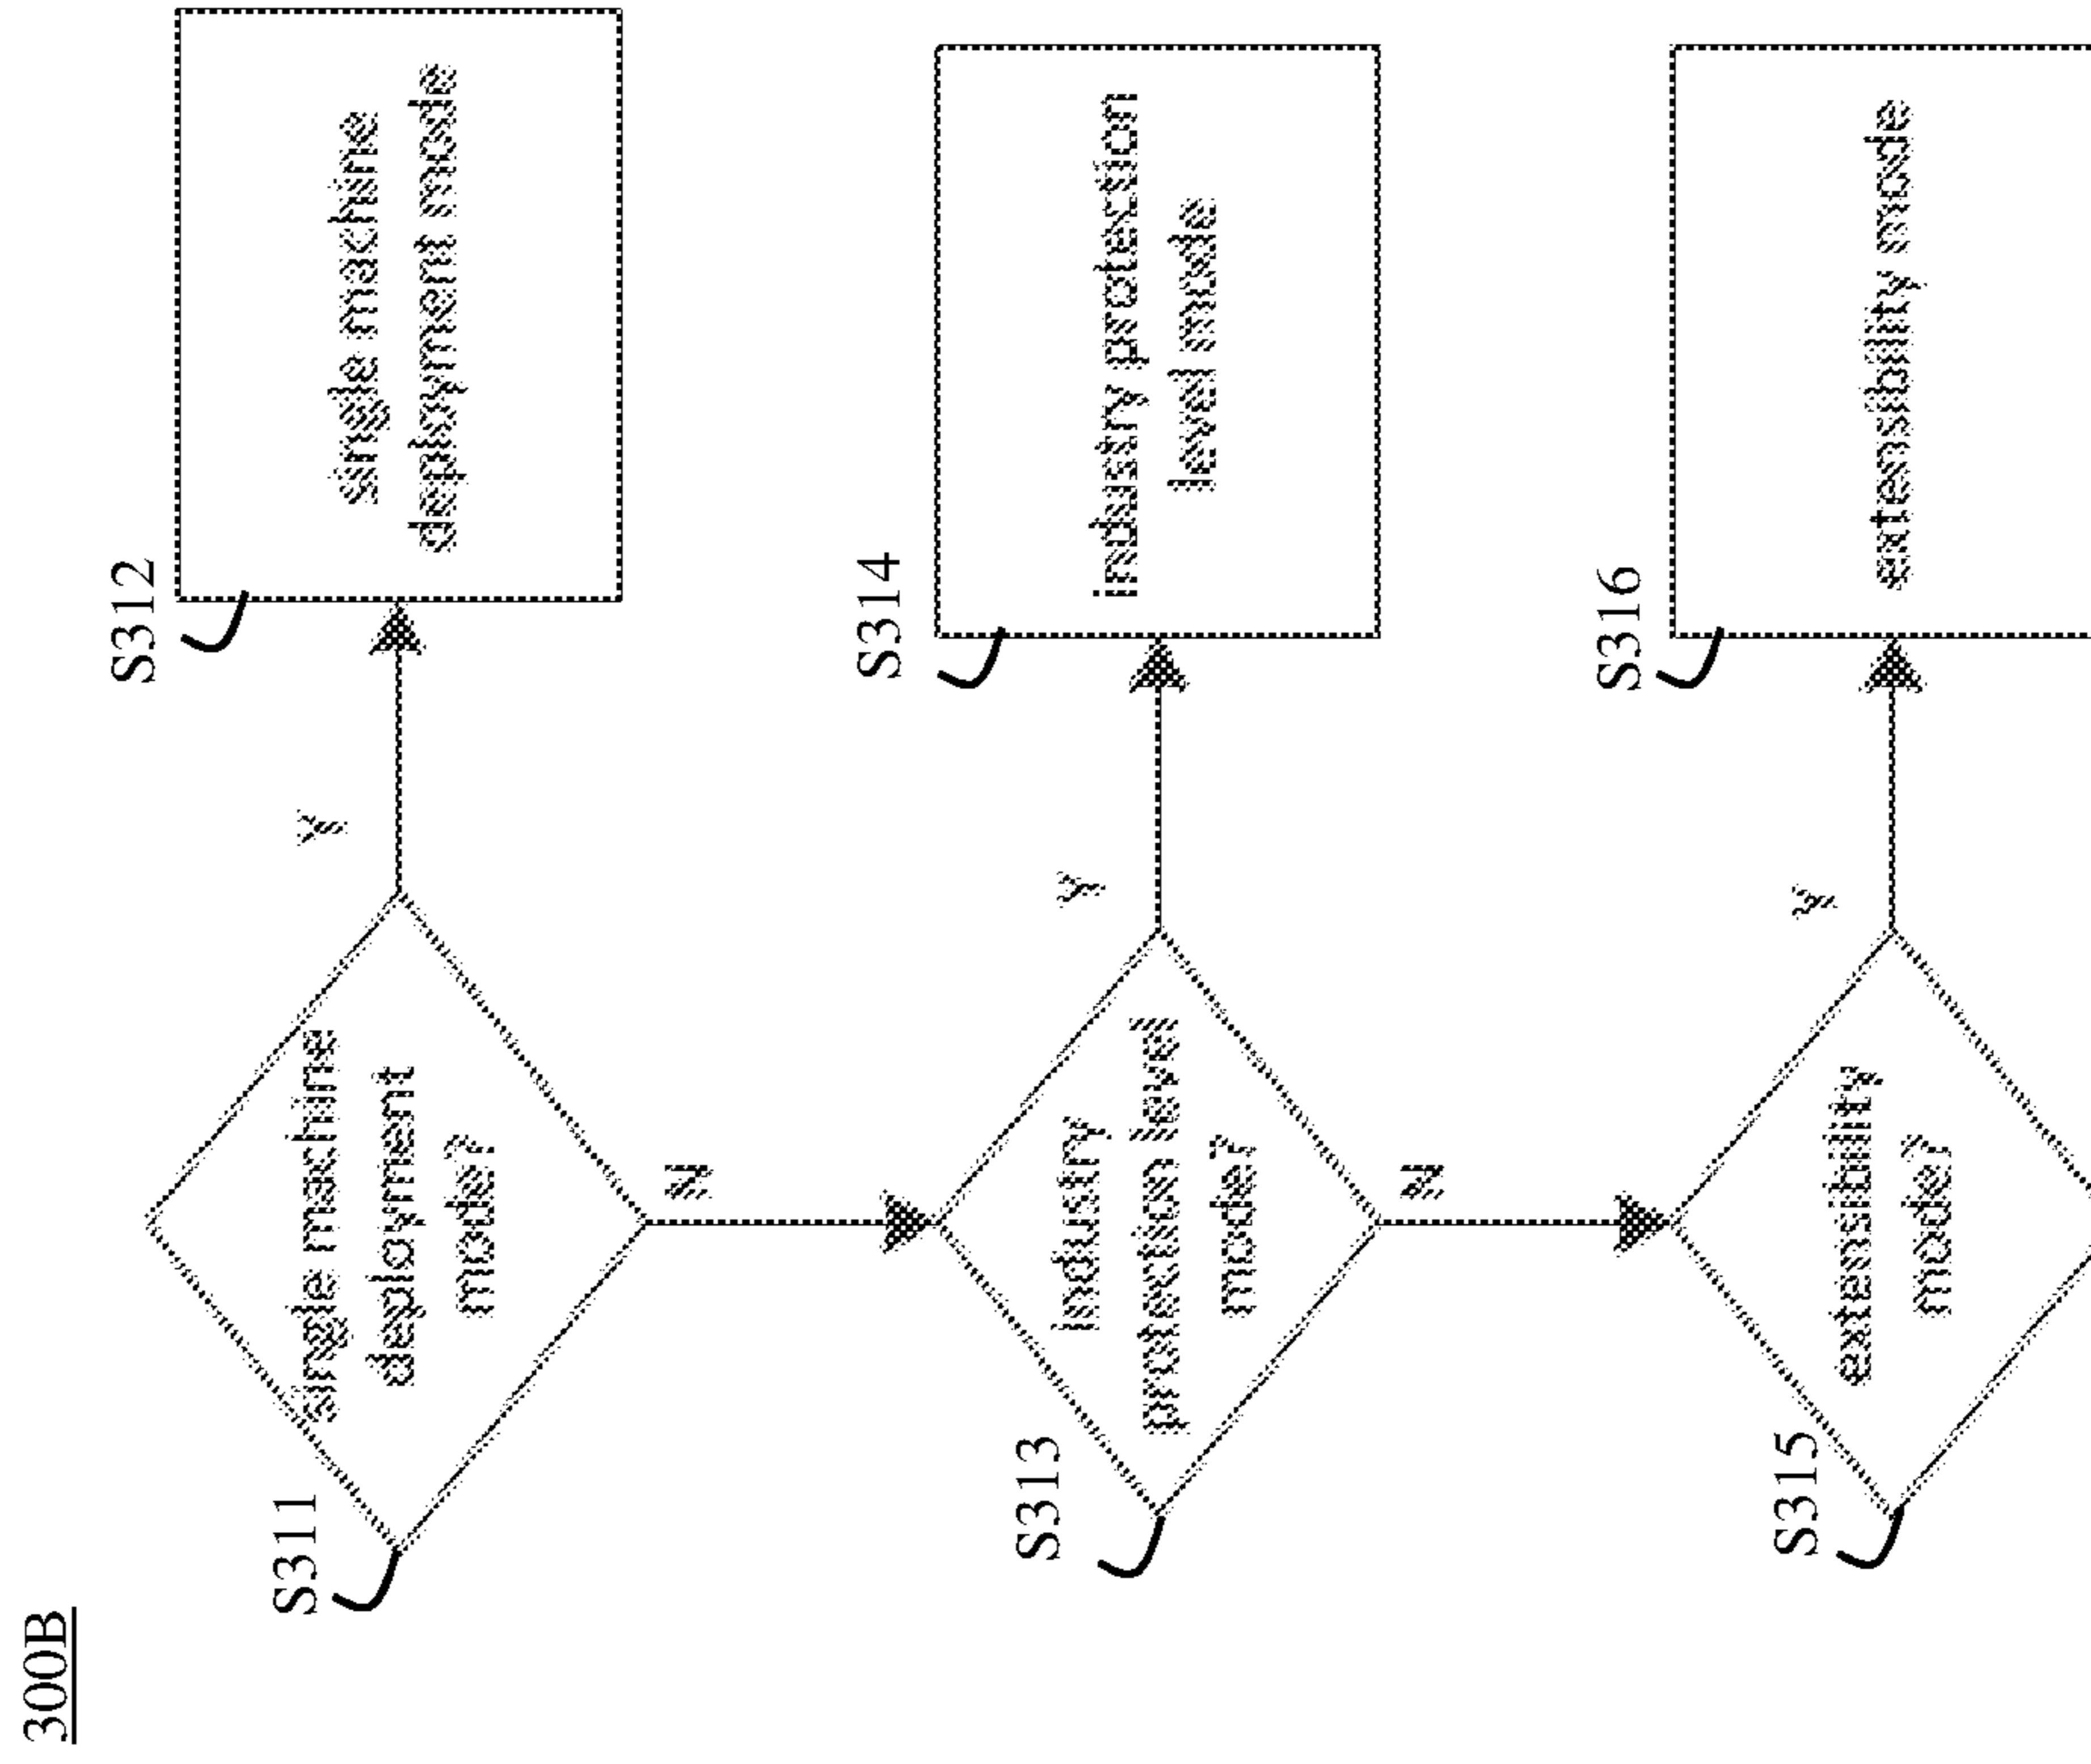 300B
S311
single machine
deployment
mode?
Y
S312
single machine
deployment mode
N
S313
industry
protection level
mode?
Y
S314
industry protection
level mode
N
S315
extensibility
mode?
Y
S316
extensibility mode